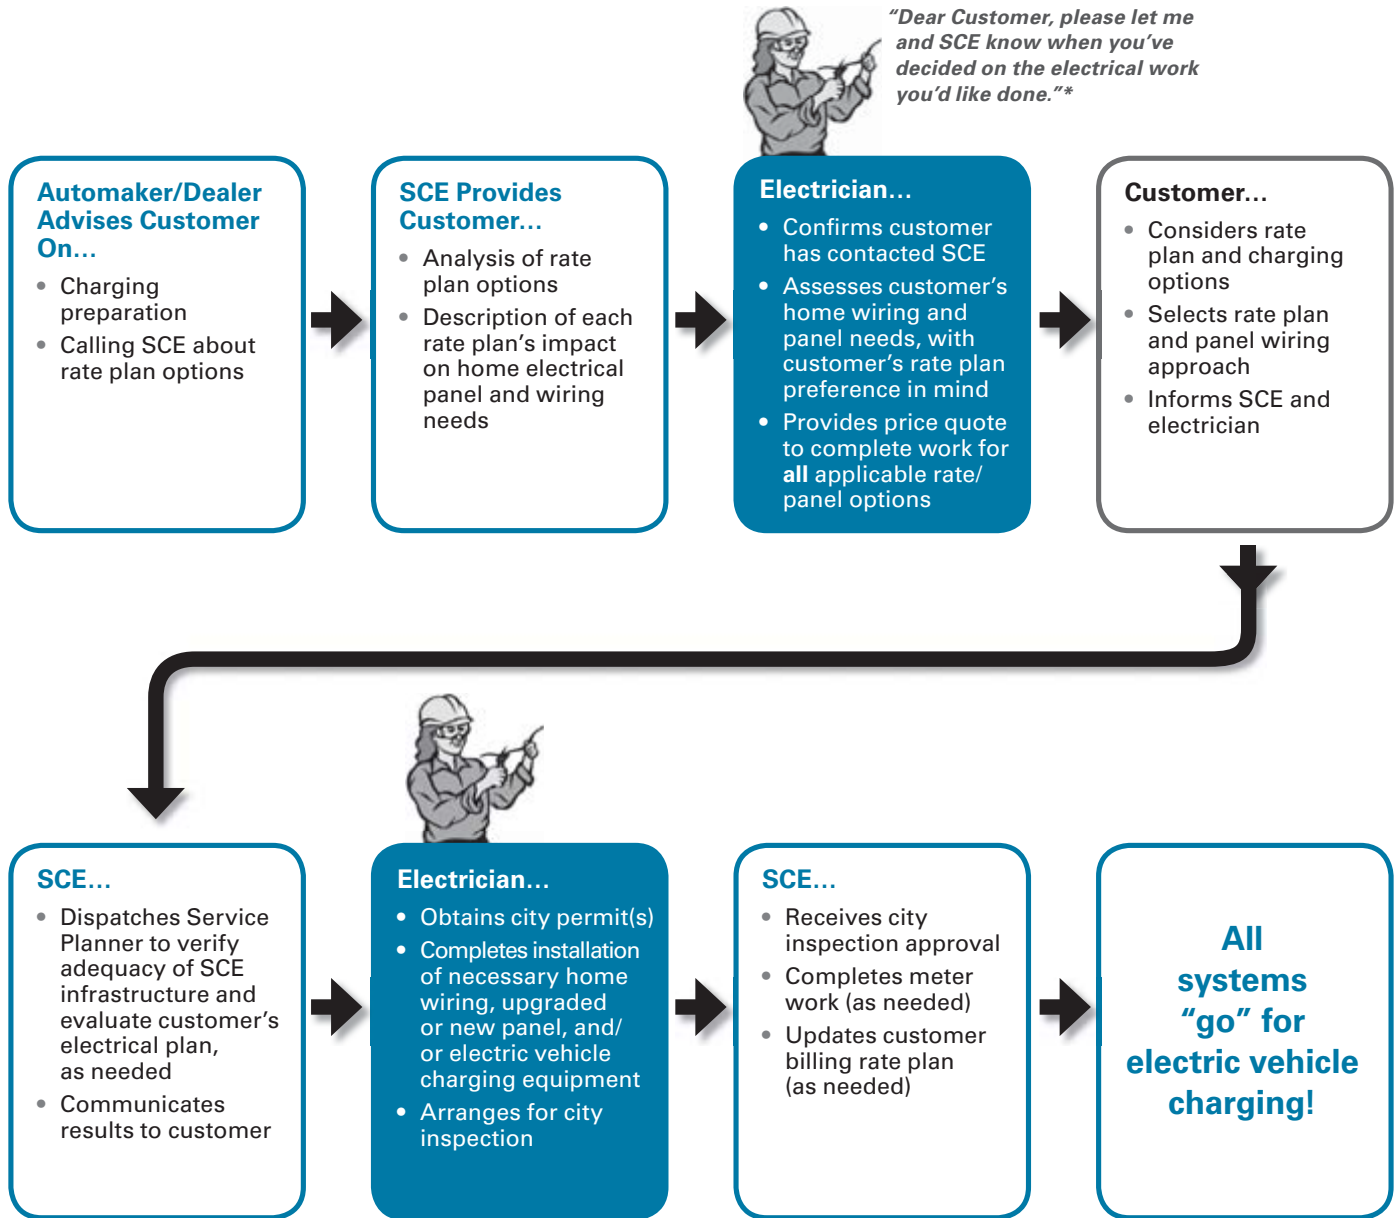 “Dear Customer, please let me
and SCE know when you’ve
decided on the electrical work
you’d like done.”*
Automaker/Dealer
Advises Customer
On…
• Charging
preparation
• Calling SCE about
rate plan options
SCE Provides
Customer…
• Analysis of rate
plan options
• Description of each
rate plan’s impact
on home electrical
panel and wiring
needs
Electrician…
• Confirms customer
has contacted SCE
• Assesses customer’s
home wiring and
panel needs, with
customer’s rate plan
preference in mind
• Provides price quote
to complete work for
all applicable rate/
panel options
Customer…
• Considers rate
plan and charging
options
• Selects rate plan
and panel wiring
approach
• Informs SCE and
electrician
SCE…
• Dispatches Service
Planner to verify
adequacy of SCE
infrastructure and
evaluate customer’s
electrical plan,
as needed
• Communicates
results to customer
Electrician…
• Obtains city permit(s)
• Completes installation
of necessary home
wiring, upgraded
or new panel, and/
or electric vehicle
charging equipment
• Arranges for city
inspection
SCE…
• Receives city
inspection approval
• Completes meter
work (as needed)
• Updates customer
billing rate plan
(as needed)
All
systems
“go” for
electric vehicle
charging!